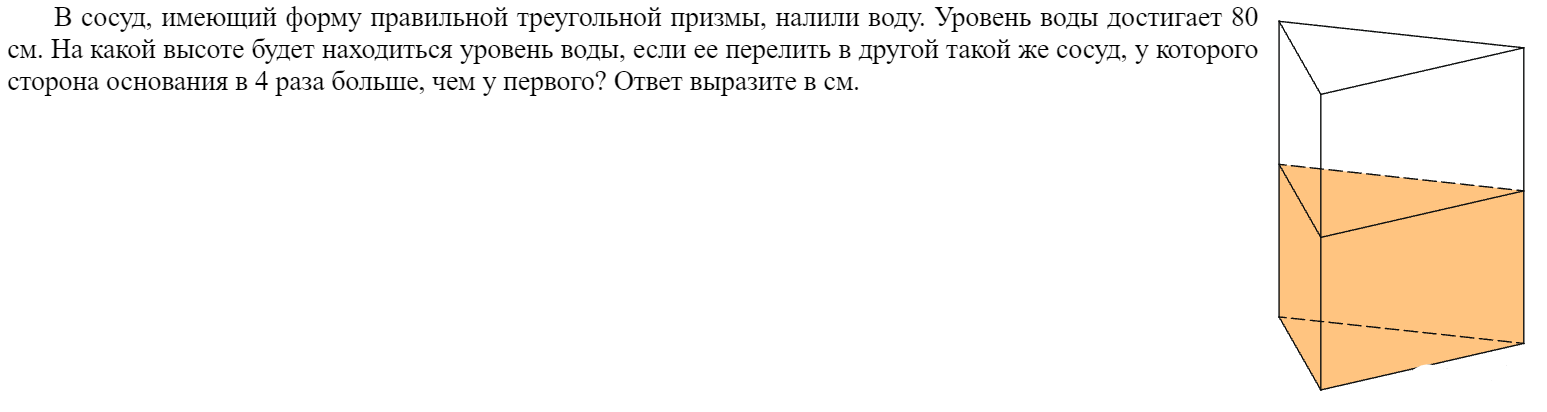 В сосуд, имеющий форму правильной треугольной призмы, налили воду. Уровень воды достигает 80
см. На какой высоте будет находиться уровень воды, если ее перелить в другой такой же сосуд, у которого
сторона основания в 4 раза больше, чем у первого? Ответ выразите в см.